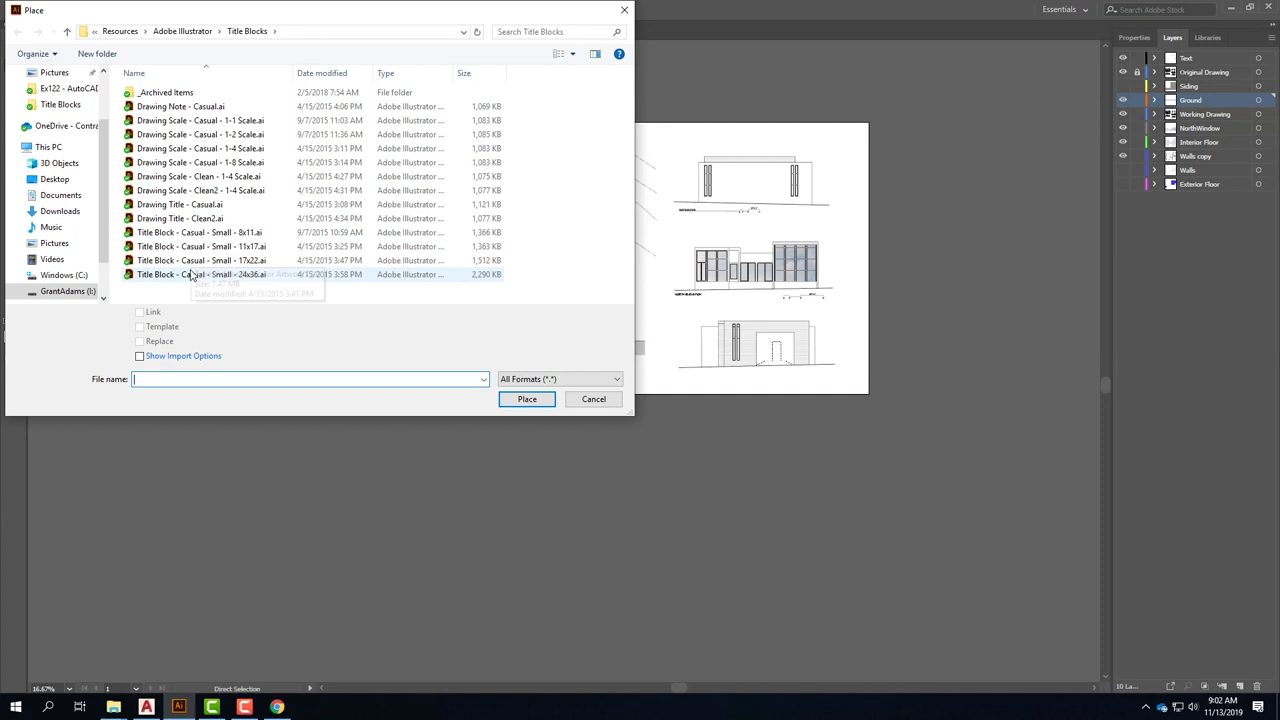 Place
Essentials
Search Adobe Stock
Resources > Adobe Illustrator > Title Blocks >
Search Title Blocks
Organize
New folder
Properties
Layers
Libraries
Name
Date modified
Type
Size
Pictures
Ex122 - AutoCAD
Title Blocks
OneDrive - Contra
This PC
3D Objects
Desktop
Documents
Downloads
Music
Pictures
Videos
Windows (C:)
GrantAdams (I:)
_Archived Items 2/5/2018 7:54 AM File folder
Drawing Note - Casual.ai 4/15/2015 4:06 PM Adobe Illustrator ... 1,069 KB
Drawing Scale - Casual - 1-1 Scale.ai 9/7/2015 11:03 AM Adobe Illustrator ... 1,083 KB
Drawing Scale - Casual - 1-2 Scale.ai 9/7/2015 11:36 AM Adobe Illustrator ... 1,085 KB
Drawing Scale - Casual - 1-4 Scale.ai 4/15/2015 3:11 PM Adobe Illustrator ... 1,083 KB
Drawing Scale - Casual - 1-8 Scale.ai 4/15/2015 3:14 PM Adobe Illustrator ... 1,083 KB
Drawing Scale - Clean - 1-4 Scale.ai 4/15/2015 4:27 PM Adobe Illustrator ... 1,075 KB
Drawing Scale - Clean2 - 1-4 Scale.ai 4/15/2015 4:31 PM Adobe Illustrator ... 1,077 KB
Drawing Title - Casual.ai 4/15/2015 3:08 PM Adobe Illustrator ... 1,121 KB
Drawing Title - Clean2.ai 4/15/2015 4:34 PM Adobe Illustrator ... 1,077 KB
Title Block - Casual - Small - 8x11.ai 9/7/2015 10:59 AM Adobe Illustrator ... 1,366 KB
Title Block - Casual - Small - 11x17.ai 4/15/2015 3:25 PM Adobe Illustrator ... 1,363 KB
Title Block - Casual - Small - 17x22.ai 4/15/2015 3:47 PM Adobe Illustrator ... 1,512 KB
Title Block - Casual - Small - 24x36.ai 4/15/2015 3:58 PM Adobe Illustrator ... 2,290 KB
Size: 1.47 MB
Date modified: 4/15/2015 3:47 PM
Link
Template
Replace
Show Import Options
File name:
All Formats (*.*)
Place
Cancel
Text
Original Drawing
Siding
Ground
Working Drawing
NorthWindow
Interior Floor
Walls copy
Walls
Exterior Floor
16.67%
1
Direct Selection
10 La...
9:02 AM
11/13/2019